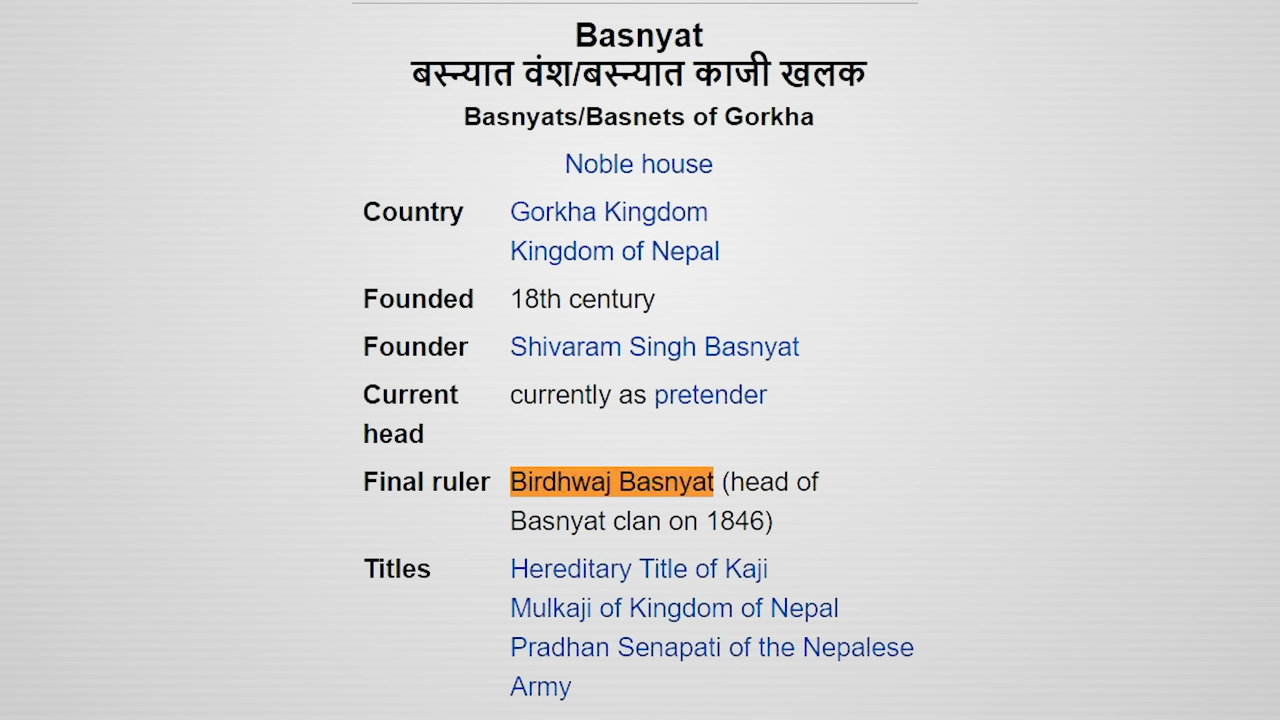 Basnyat
बस्न्यात वंश/बस्न्यात काजी खलक
Basnyats/Basnets of Gorkha
Noble house
Country Gorkha Kingdom
Kingdom of Nepal
Founded 18th century
Founder Shivaram Singh Basnyat
Current head currently as pretender
Final ruler Birdhwaj Basnyat (head of
Basnyat clan on 1846)
Titles Hereditary Title of Kaji
Mulkaji of Kingdom of Nepal
Pradhan Senapati of the Nepalese
Army